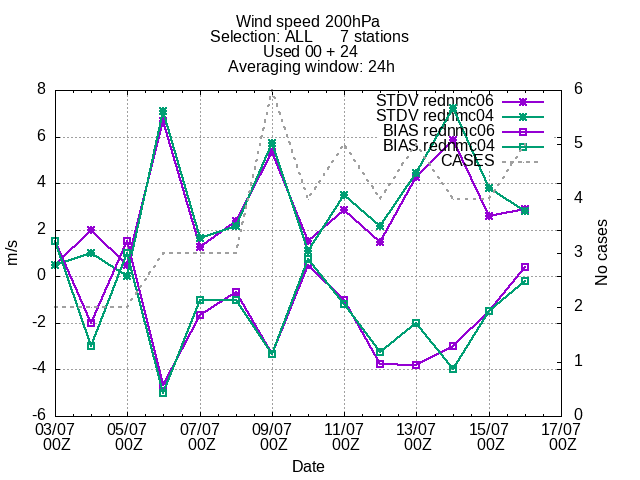 Wind speed 200hPa
Selection: ALL 7 stations
Used 00 + 24
Averaging window: 24h
STDV rednmc06
STDV rednmc04
BIAS rednmc06
BIAS rednmc04
CASES
8
6
4
2
0
-2
-4
-6
m/s
6
5
4
3
2
1
0
No cases
03/07 05/07 07/07 09/07 11/07 13/07 15/07 17/07
00Z 00Z 00Z 00Z 00Z 00Z 00Z 00Z
Date